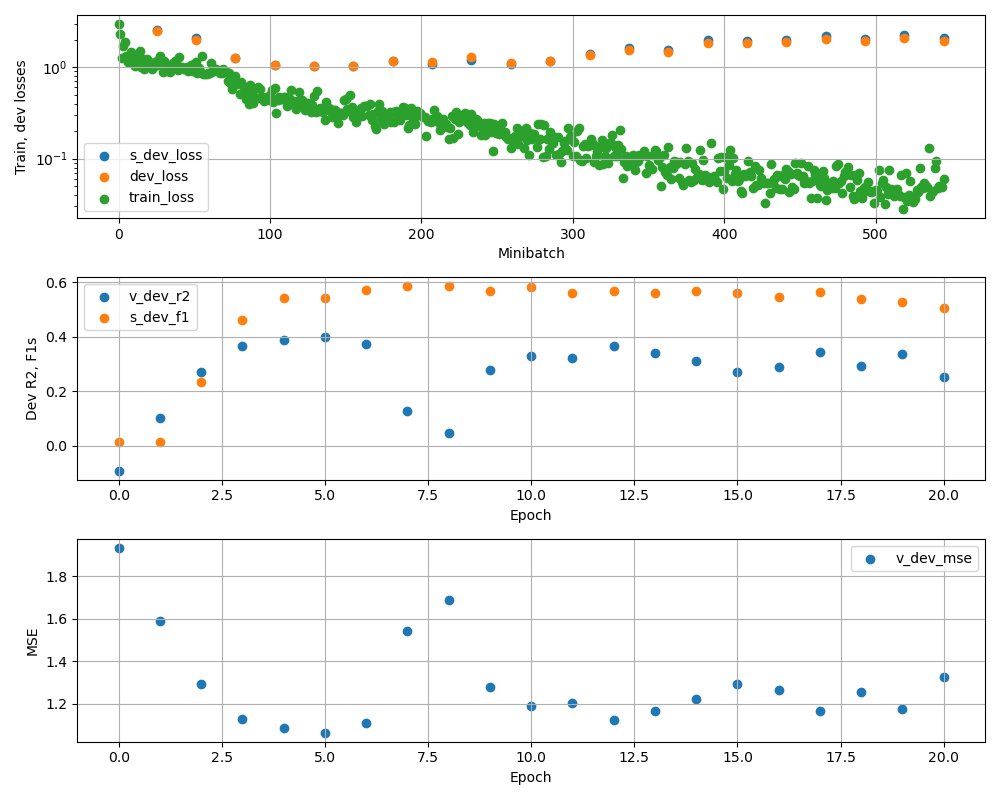 Train, dev losses
10⁰
10⁻¹
s_dev_loss
dev_loss
train_loss
0 100 200 300 400 500
Minibatch
Dev R2, F1s
0.6
0.4
0.2
0.0
v_dev_r2
s_dev_f1
0.0 2.5 5.0 7.5 10.0 12.5 15.0 17.5 20.0
Epoch
MSE
1.8
1.6
1.4
1.2
v_dev_mse
0.0 2.5 5.0 7.5 10.0 12.5 15.0 17.5 20.0
Epoch